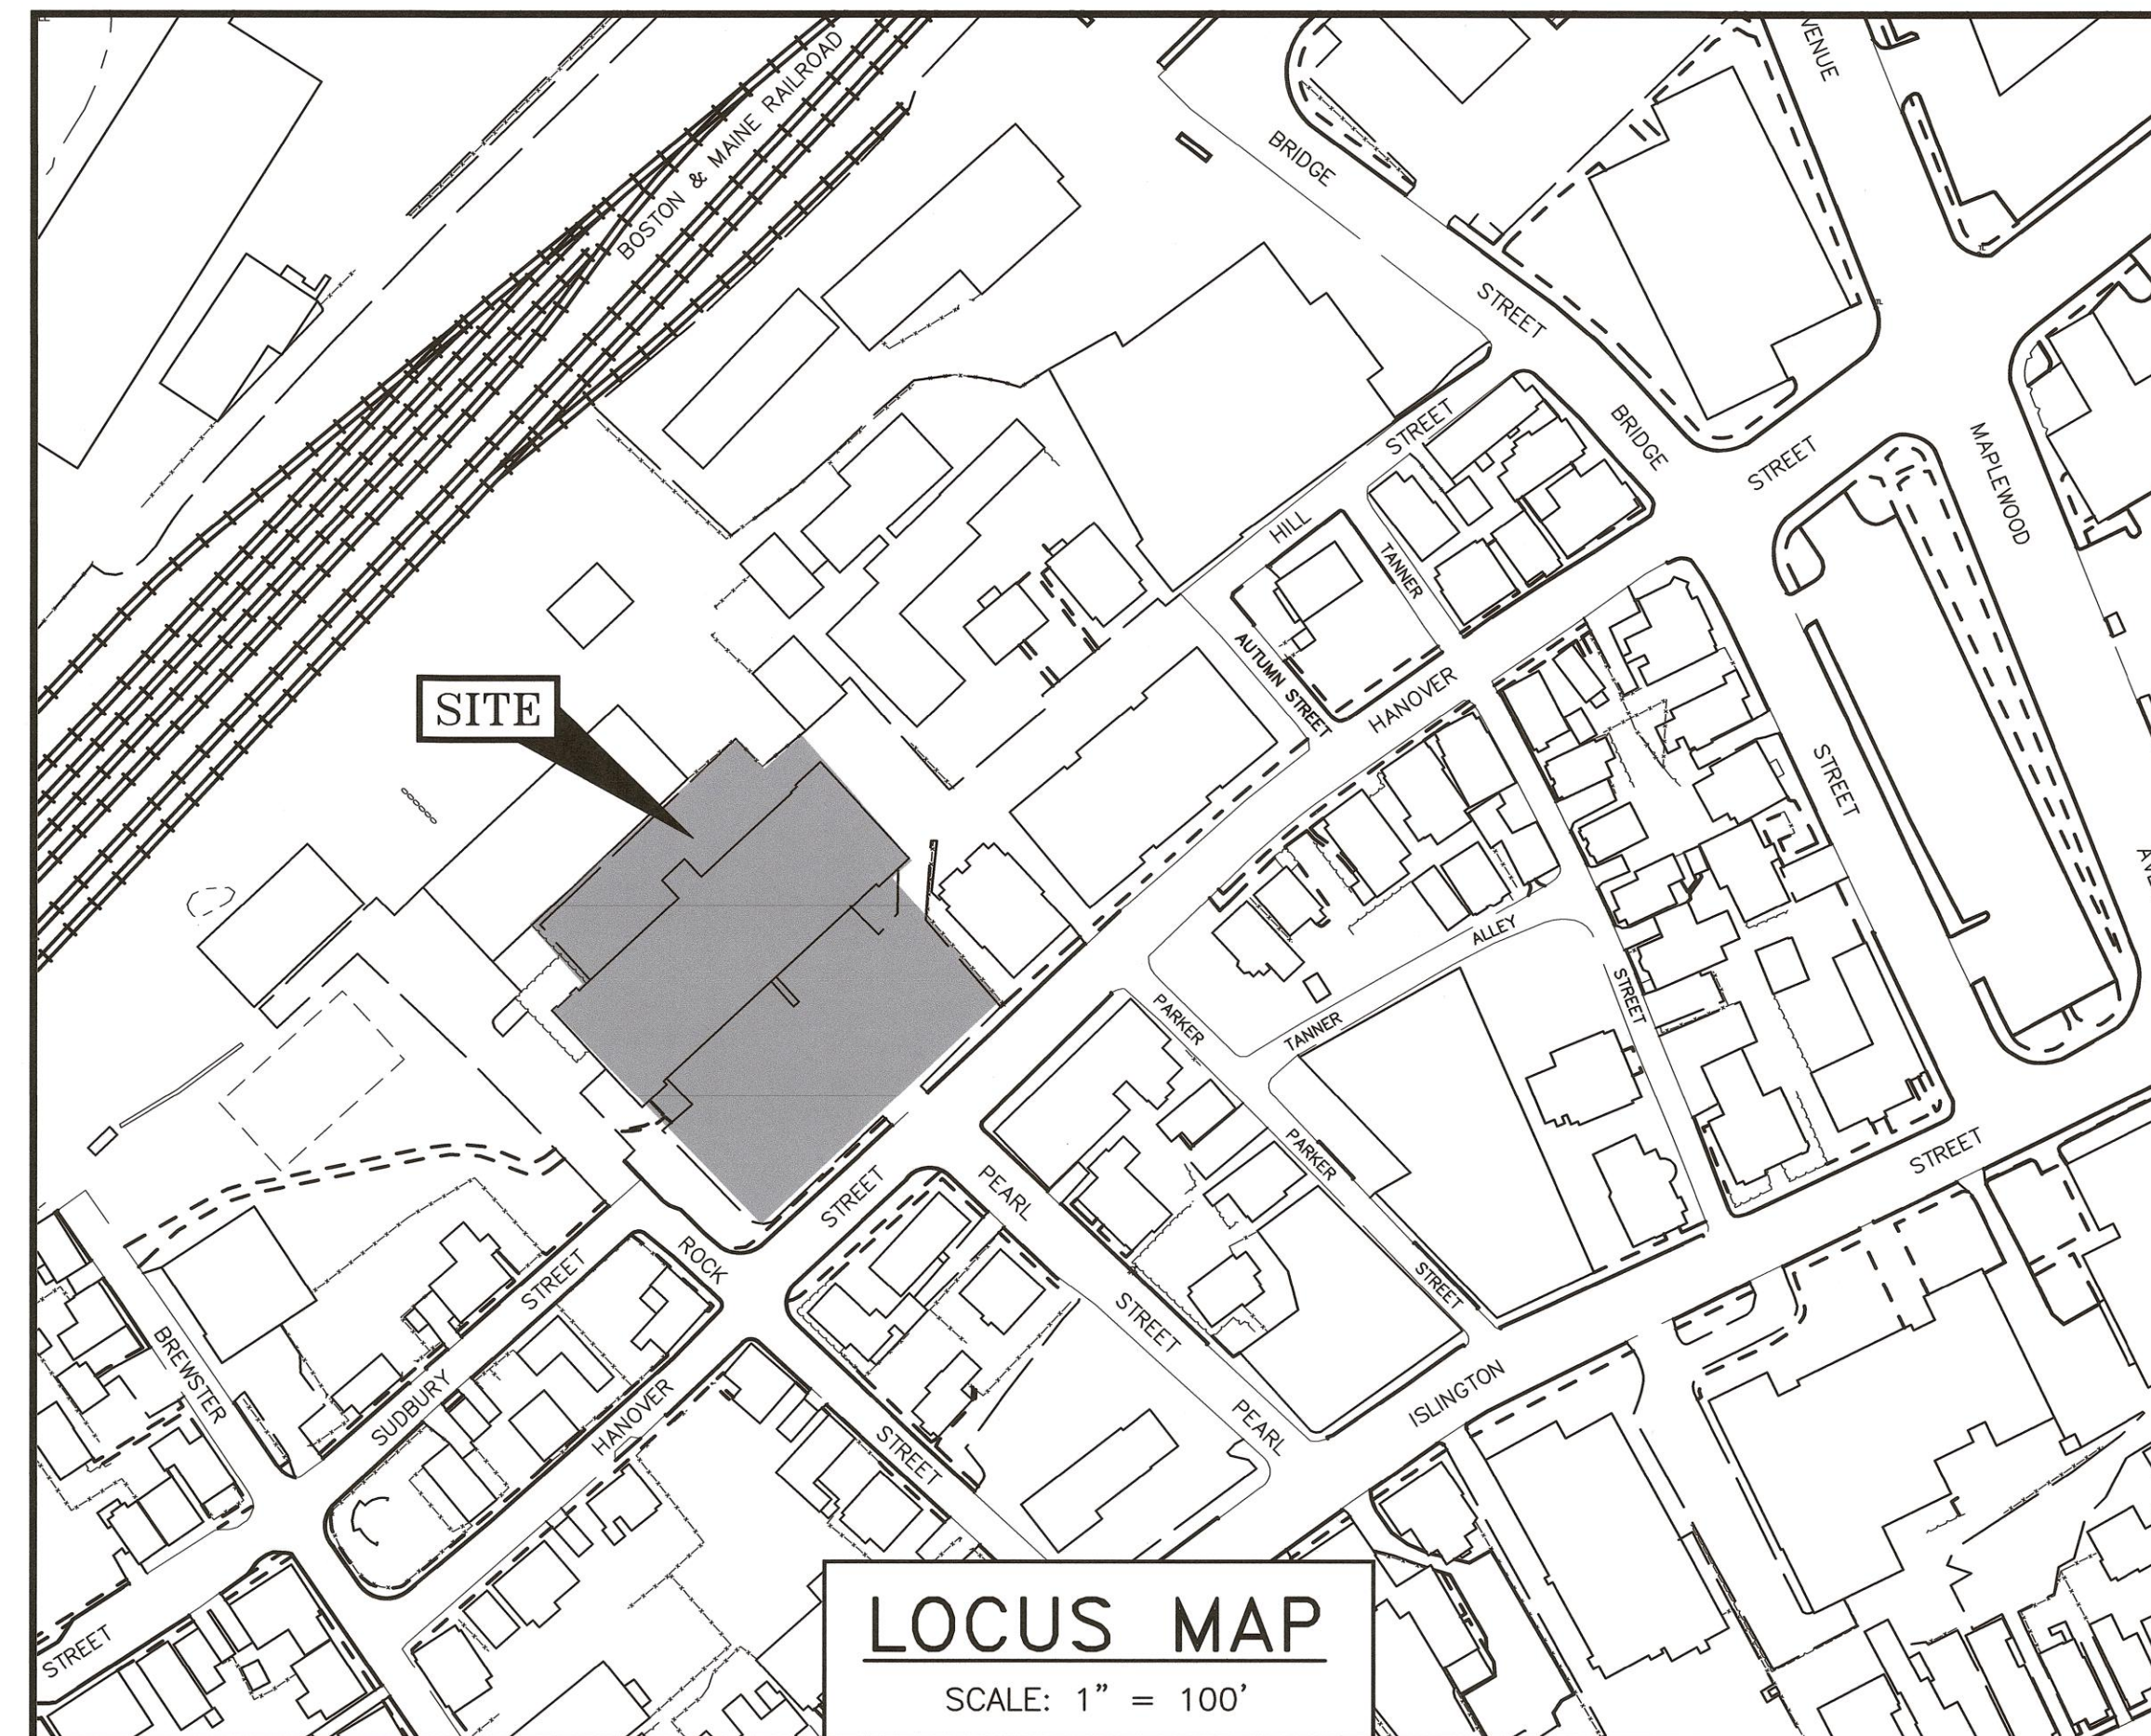 BOSTON & MAINE RAILROAD
BRIDGE
STREET
BRIDGE
STREET
MAPLEWOOD
STREET
HILL
TANNER
AUTUMN STREET
HANOVER
STREET
SITE
ALLEY
TANNER
STREET
PARKER
PARKER
STREET
STREET
PEARL
STREET
PEARL
ISLINGTON
STREET
ROCK
STREET
STREET
SUDBURY
HANOVER
BREWSTER
STREET
LOCUS MAP
SCALE: 1" = 100'